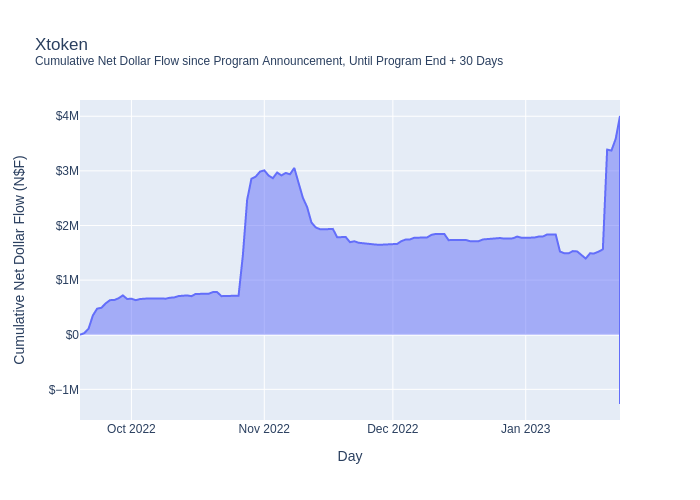 Xtoken
Cumulative Net Dollar Flow since Program Announcement, Until Program End + 30 Days
$4M
$3M
$2M
$1M
$0
$−1M
Cumulative Net Dollar Flow (N$F)
Oct 2022
Nov 2022
Dec 2022
Jan 2023
Day